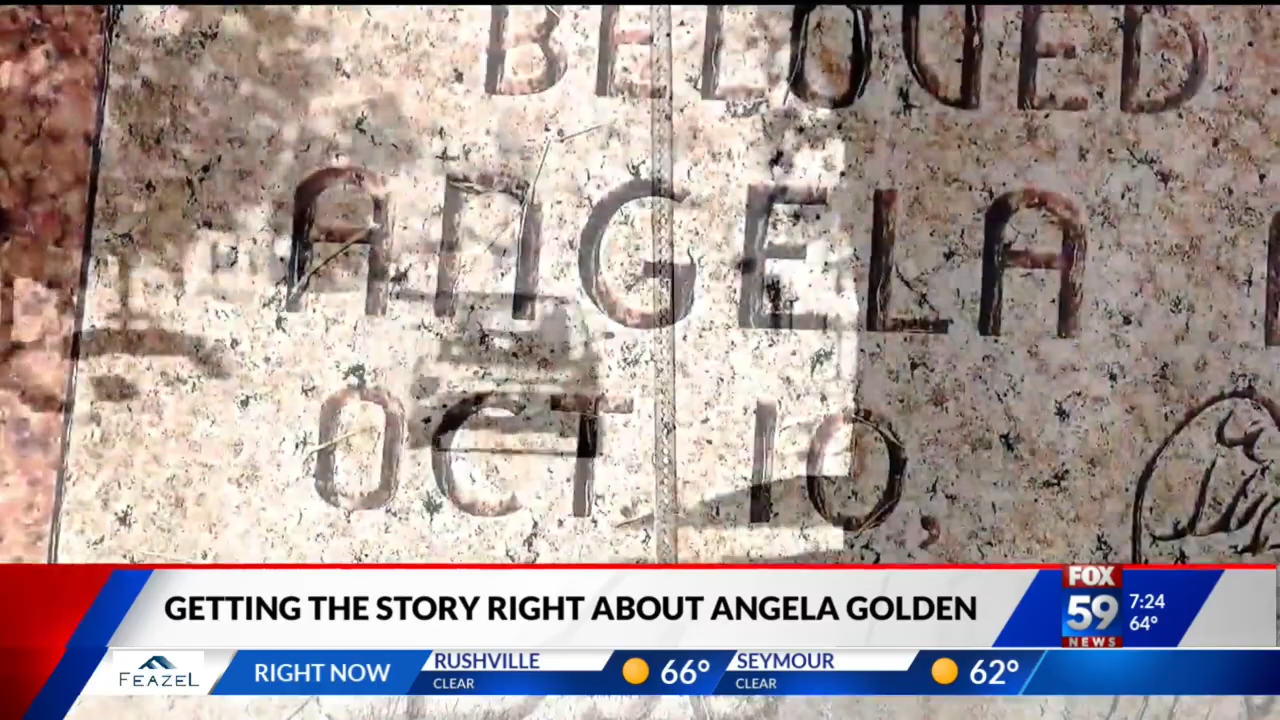 BELOVED
ANGELA
OCT 10,
GETTING THE STORY RIGHT ABOUT ANGELA GOLDEN
FOX
59
NEWS
7:24
64°
FEAZEL
RIGHT NOW
RUSHVILLE
CLEAR
66°
SEYMOUR
CLEAR
62°